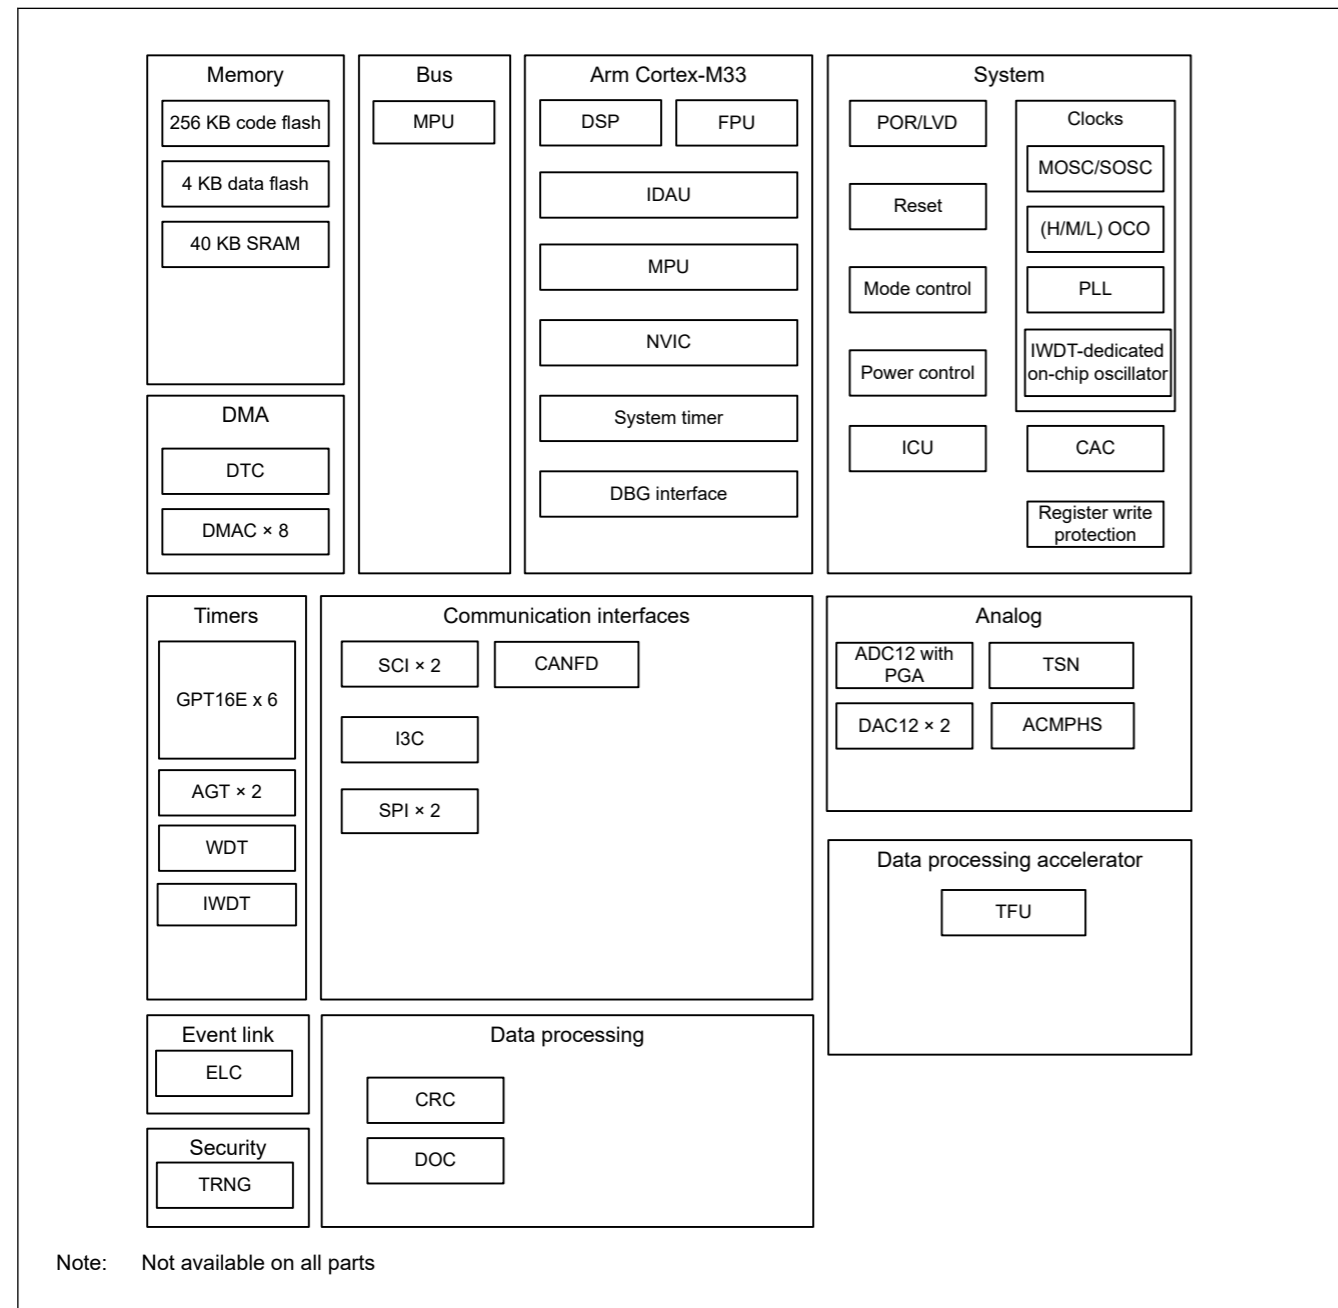 Memory
256 KB code flash
4 KB data flash
40 KB SRAM
Bus
MPU
Arm Cortex-M33
DSP
FPU
IDAU
MPU
NVIC
System timer
DBG interface
System
POR/LVD
Reset
Mode control
Power control
ICU
Clocks
MOSC/SOSC
(H/M/L) OCO
PLL
IWDT-dedicated
on-chip oscillator
CAC
Register write
protection
DMA
DTC
DMAC × 8
Timers
GPT16E x 6
AGT × 2
WDT
IWDT
Communication interfaces
SCI × 2
CANFD
I3C
SPI × 2
Analog
ADC12 with
PGA
TSN
DAC12 × 2
ACMPHS
Data processing accelerator
TFU
Event link
ELC
Security
TRNG
Data processing
CRC
DOC
Note: Not available on all parts